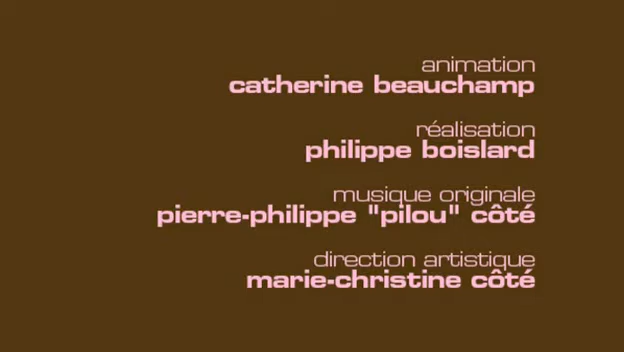 animation
catherine beauchamp
réalisation
philippe boislard
musique originale
pierre-philippe "pilou" côté
direction artistique
marie-christine côté